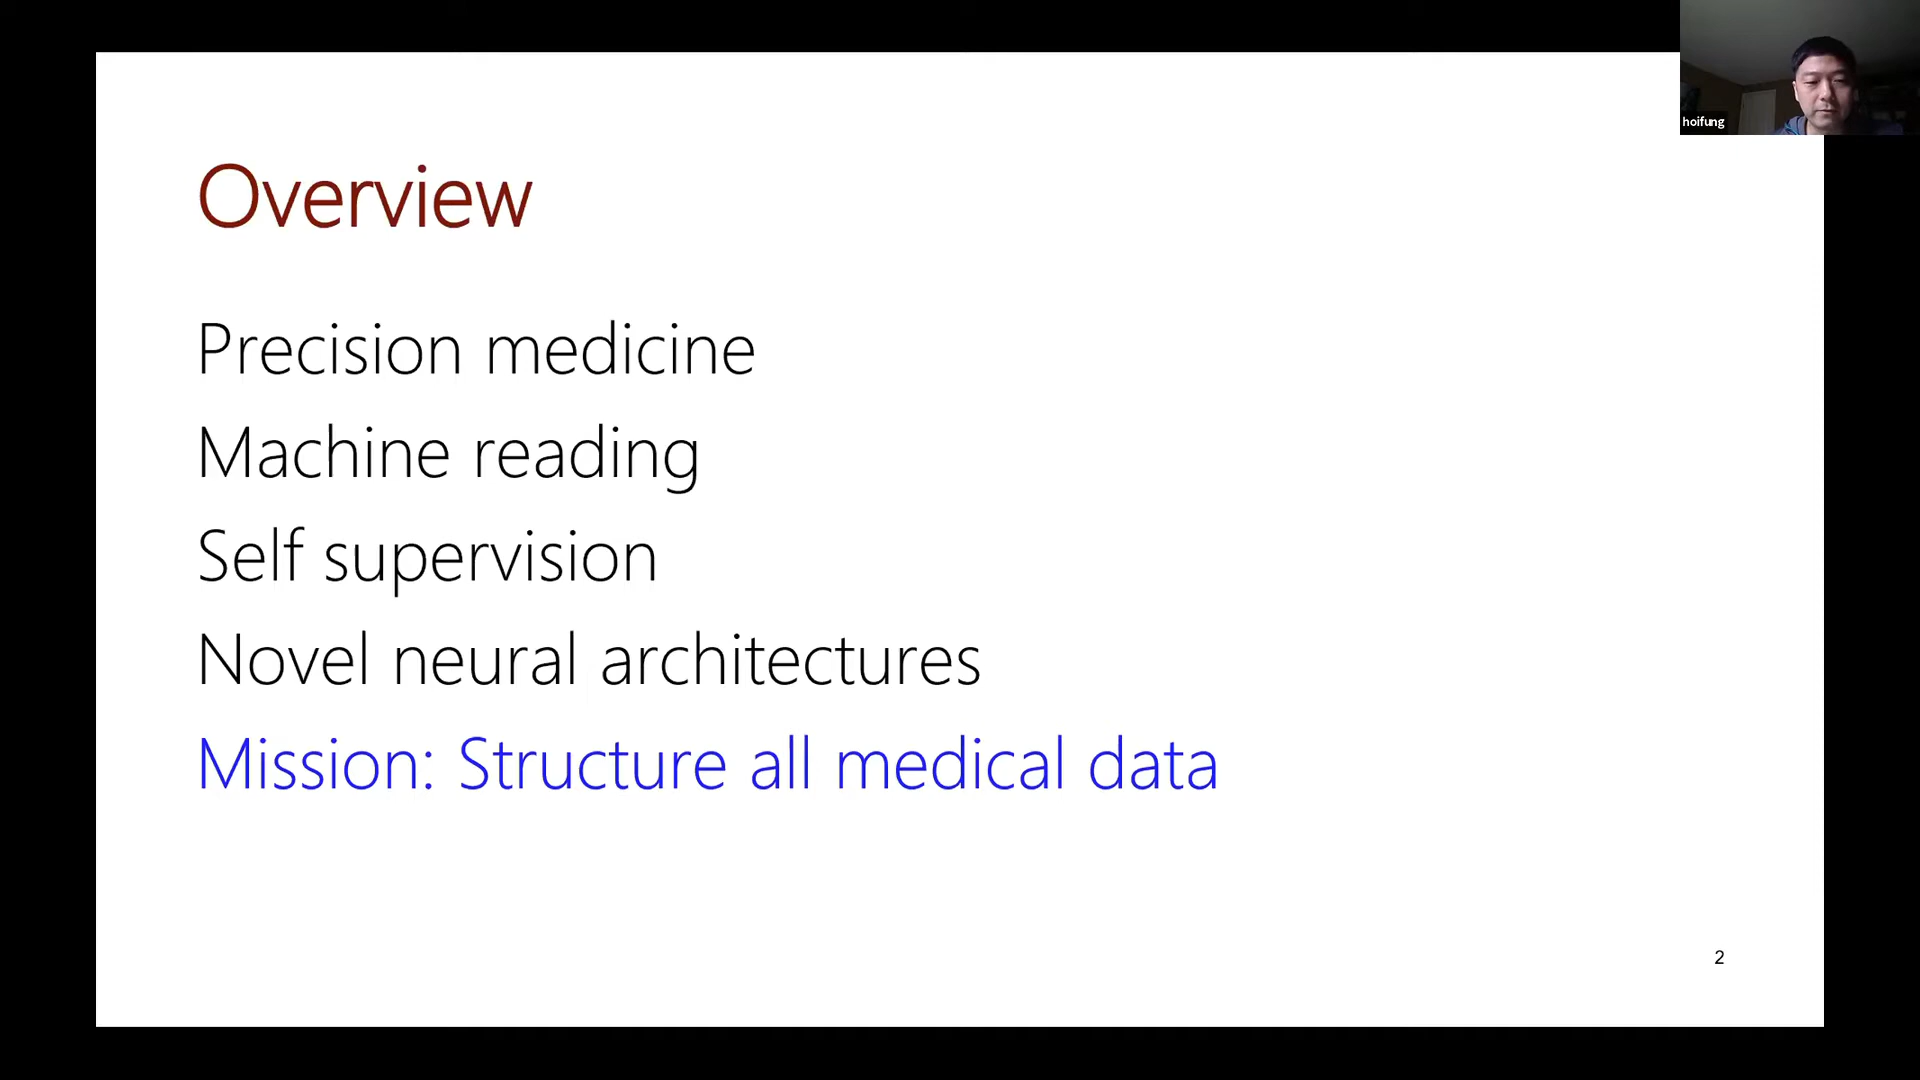 hoifung
Overview
Precision medicine
Machine reading
Self supervision
Novel neural architectures
Mission: Structure all medical data
2